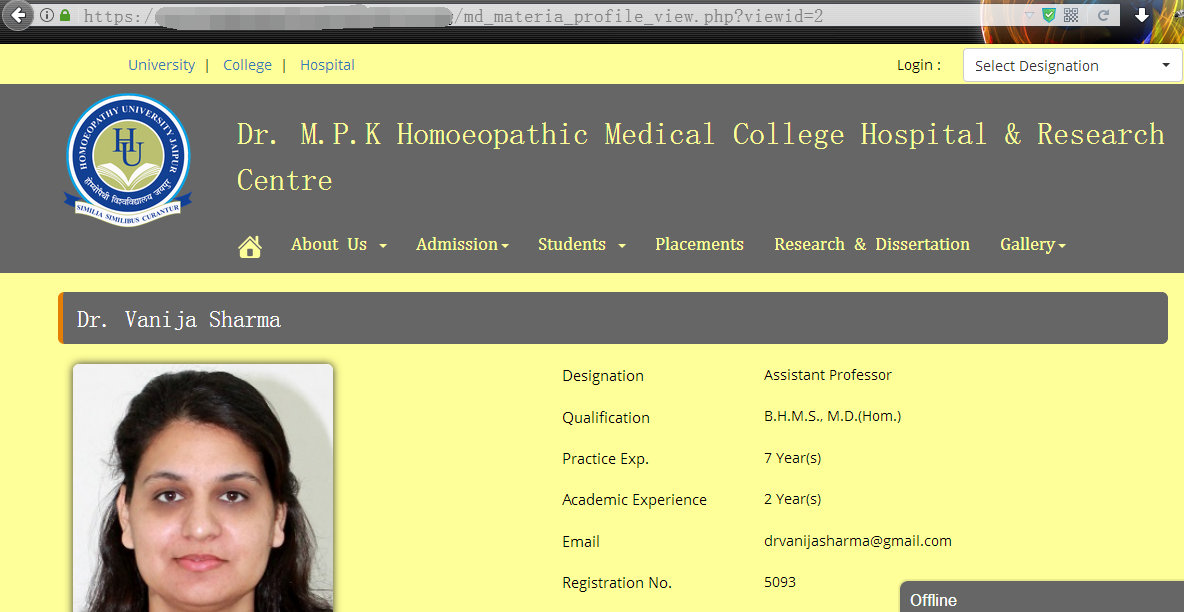 https:/ /md_materia_profile_view.php?viewid=2
University | College | Hospital
Login : Select Designation
HOMOEOPATHY UNIVERSITY JAIPUR
HU
होम्योपैथी विश्वविद्यालय जयपुर
SIMILIA SIMILIBUS CURANTUR
Dr. M.P.K Homoeopathic Medical College Hospital & Research
Centre
About Us Admission Students Placements Research & Dissertation Gallery
Dr. Vanija Sharma
Designation Assistant Professor
Qualification B.H.M.S., M.D.(Hom.)
Practice Exp. 7 Year(s)
Academic Experience 2 Year(s)
Email drvanijasharma@gmail.com
Registration No. 5093
Offline